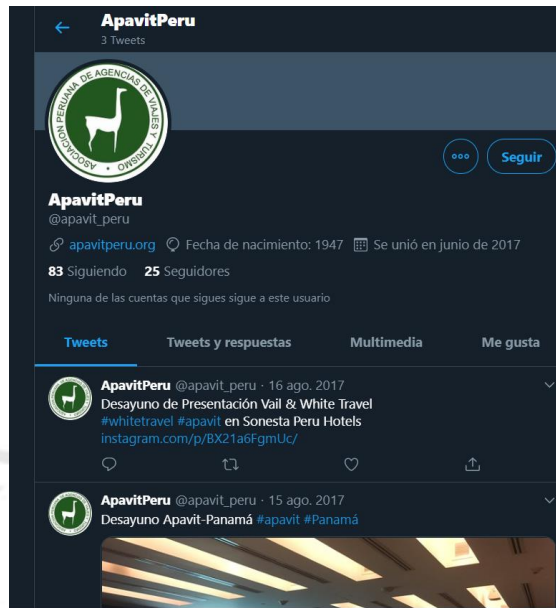 ApavitPeru
3 Tweets
ASOCIACION PERUANA DE AGENCIAS DE VIAJES Y TURISMO
Seguir
ApavitPeru
@apavit_peru
apavitperu.org Fecha de nacimiento: 1947 Se unió en junio de 2017
83 Siguiendo 25 Seguidores
Ninguna de las cuentas que sigues sigue a este usuario
Tweets Tweets y respuestas Multimedia Me gusta
ApavitPeru @apavit_peru · 16 ago. 2017
Desayuno de Presentación Vail & White Travel
#whitetravel #apavit en Sonesta Peru Hotels
instagram.com/p/BX21a6FgmUc/
ApavitPeru @apavit_peru · 15 ago. 2017
Desayuno Apavit-Panamá #apavit #Panamá